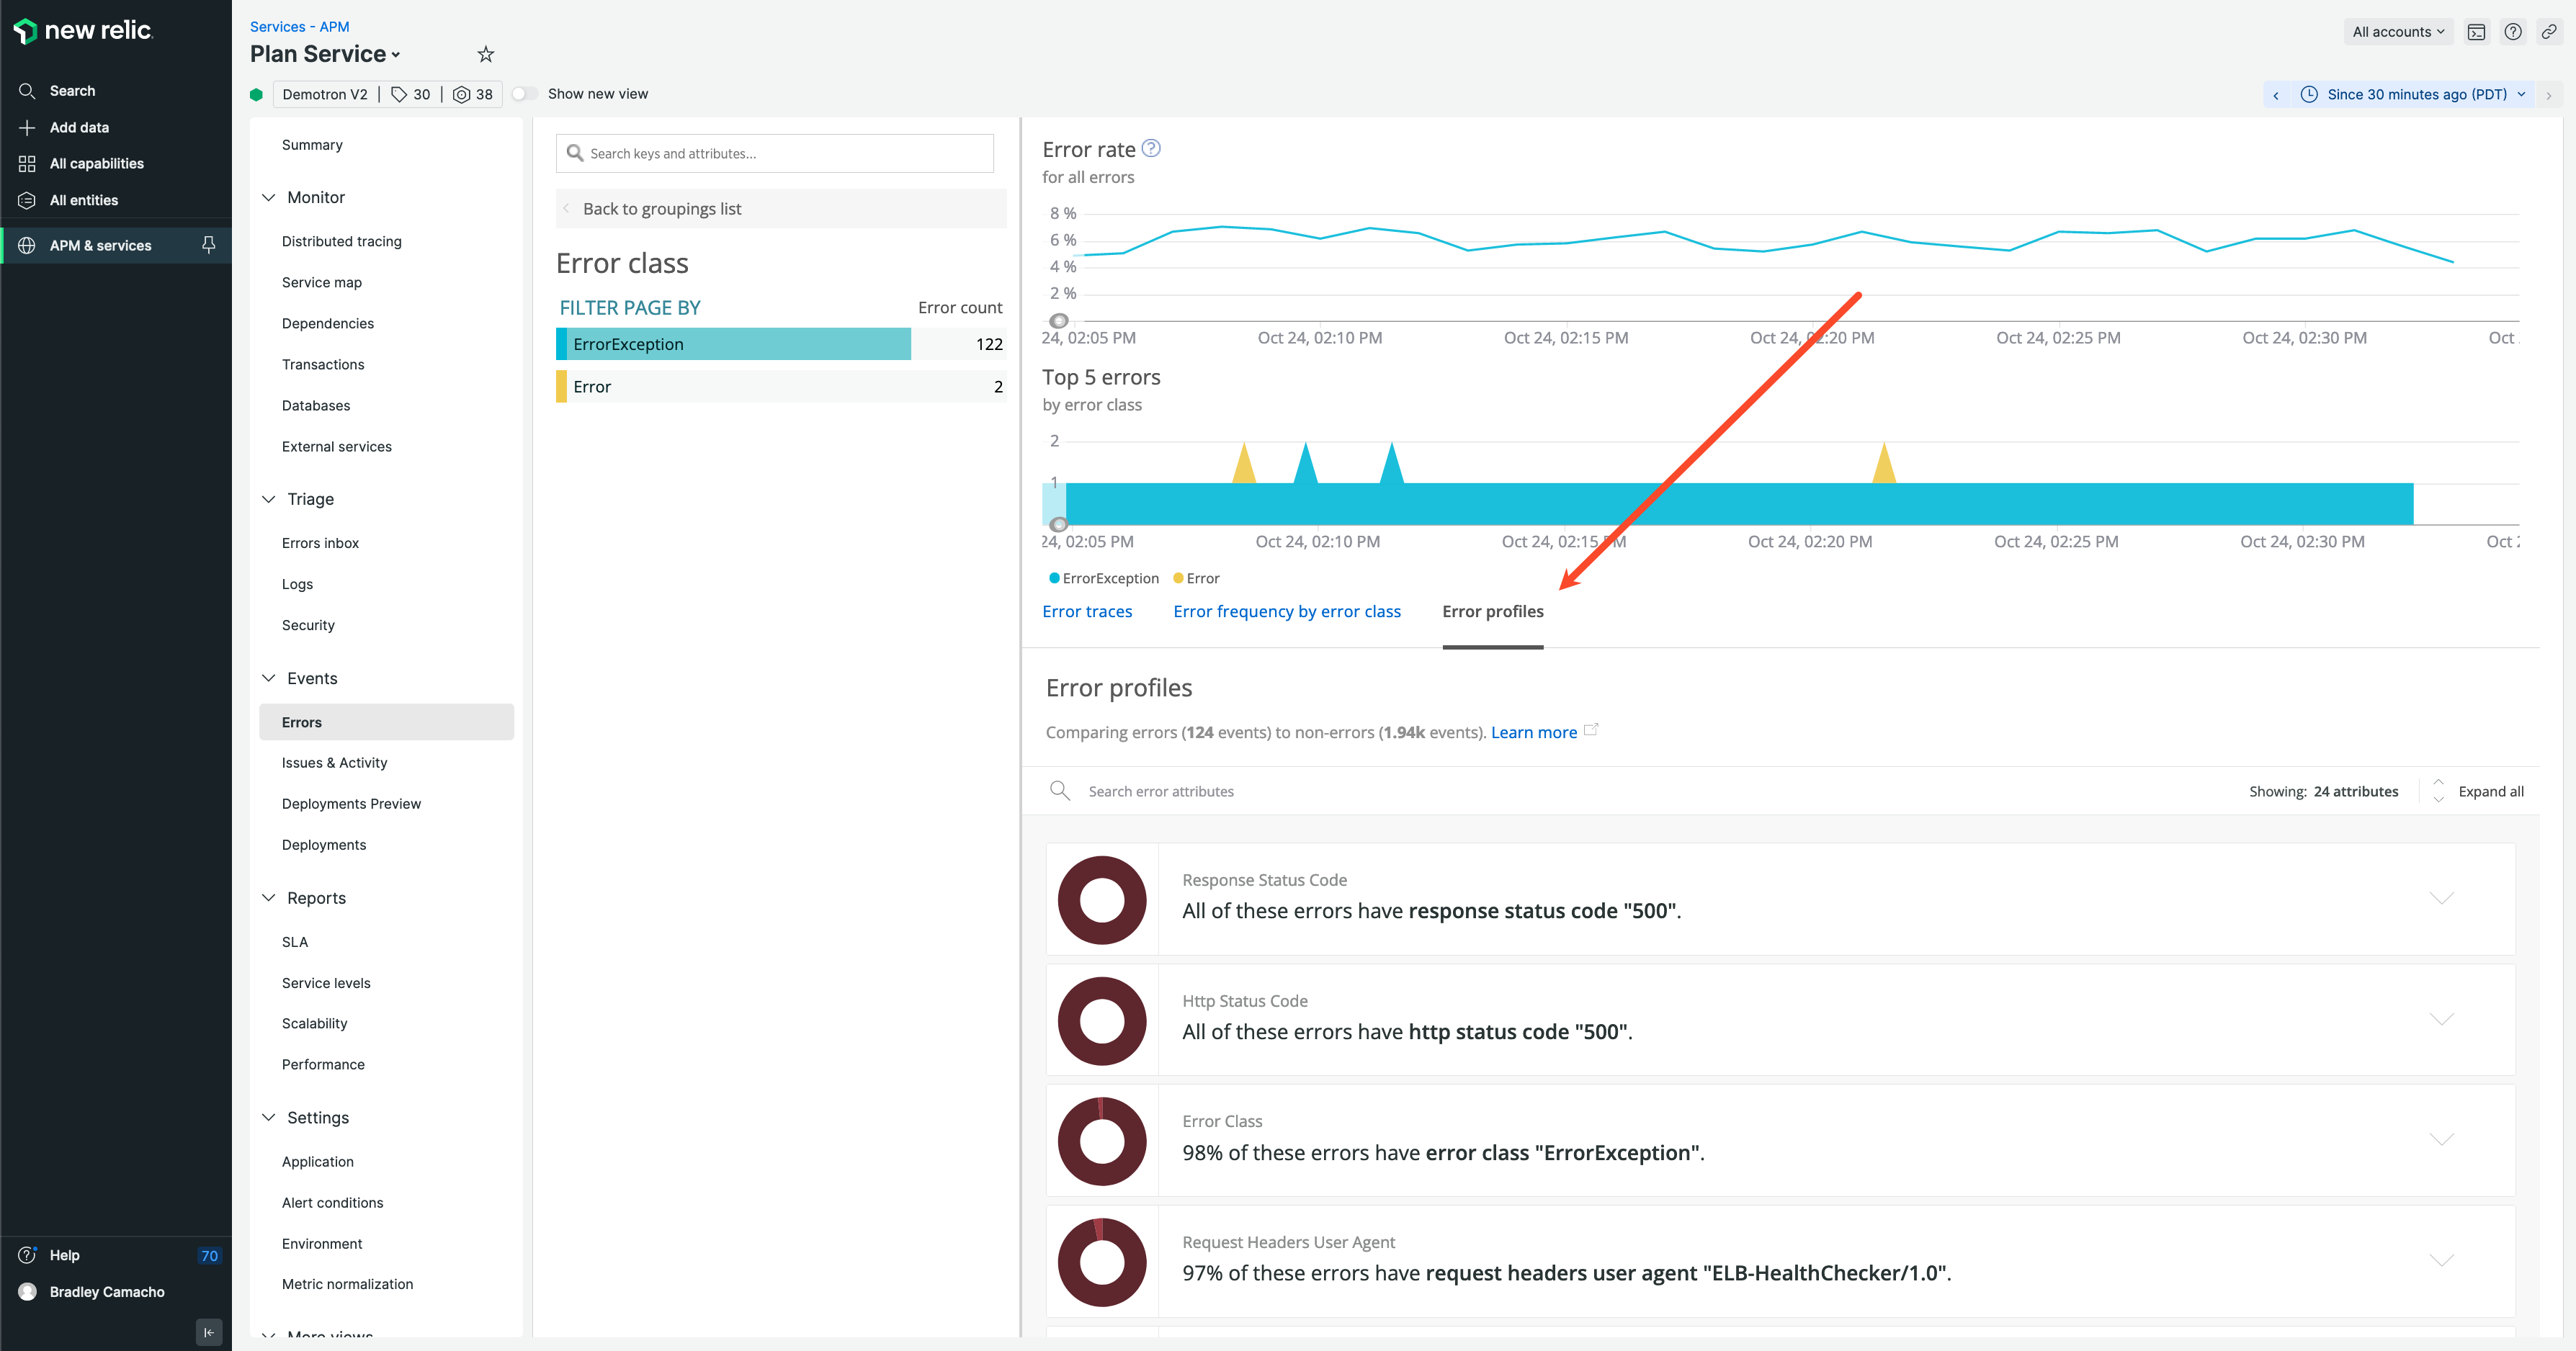 new relic.
Search
Add data
All capabilities
All entities
APM & services
Help
70
Bradley Camacho
Services - APM
Plan Service
Demotron V2 | 30 | 38
Show new view
All accounts
Since 30 minutes ago (PDT)
Summary
Monitor
Distributed tracing
Service map
Dependencies
Transactions
Databases
External services
Triage
Errors inbox
Logs
Security
Events
Errors
Issues & Activity
Deployments Preview
Deployments
Reports
SLA
Service levels
Scalability
Performance
Settings
Application
Alert conditions
Environment
Metric normalization
More views
Search keys and attributes...
Back to groupings list
Error class
FILTER PAGE BY Error count
ErrorException 122
Error 2
Error rate
for all errors
8 %
6 %
4 %
2 %
24, 02:05 PM Oct 24, 02:10 PM Oct 24, 02:15 PM Oct 24, 02:20 PM Oct 24, 02:25 PM Oct 24, 02:30 PM Oct
Top 5 errors
by error class
2
1
24, 02:05 PM Oct 24, 02:10 PM Oct 24, 02:15 PM Oct 24, 02:20 PM Oct 24, 02:25 PM Oct 24, 02:30 PM Oct
ErrorException Error
Error traces Error frequency by error class Error profiles
Error profiles
Comparing errors (124 events) to non-errors (1.94k events). Learn more
Search error attributes
Showing: 24 attributes Expand all
Response Status Code
All of these errors have response status code "500".
Http Status Code
All of these errors have http status code "500".
Error Class
98% of these errors have error class "ErrorException".
Request Headers User Agent
97% of these errors have request headers user agent "ELB-HealthChecker/1.0".